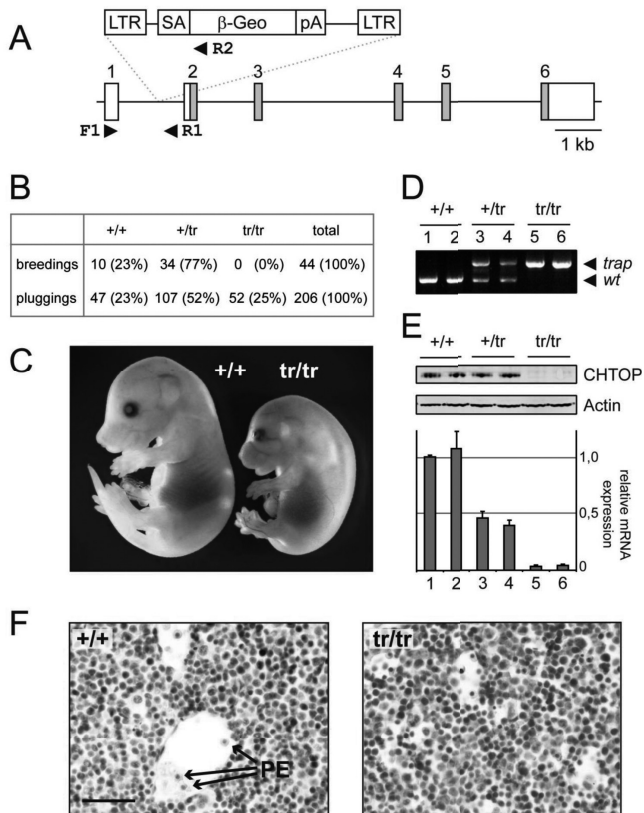 A
LTR SA β-Geo pA LTR
R2
1 2 3 4 5 6
F1 R1
1 kb
B
+/+ +/tr tr/tr total
breedings 10 (23%) 34 (77%) 0 (0%) 44 (100%)
pluggings 47 (23%) 107 (52%) 52 (25%) 206 (100%)
C
+/+ tr/tr
D
+/+ +/tr tr/tr
1 2 3 4 5 6
trap
wt
E
+/+ +/tr tr/tr
CHTOP
Actin
1,0
0,5
0
relative mRNA
expression
1 2 3 4 5 6
F
+/+
PE
tr/tr